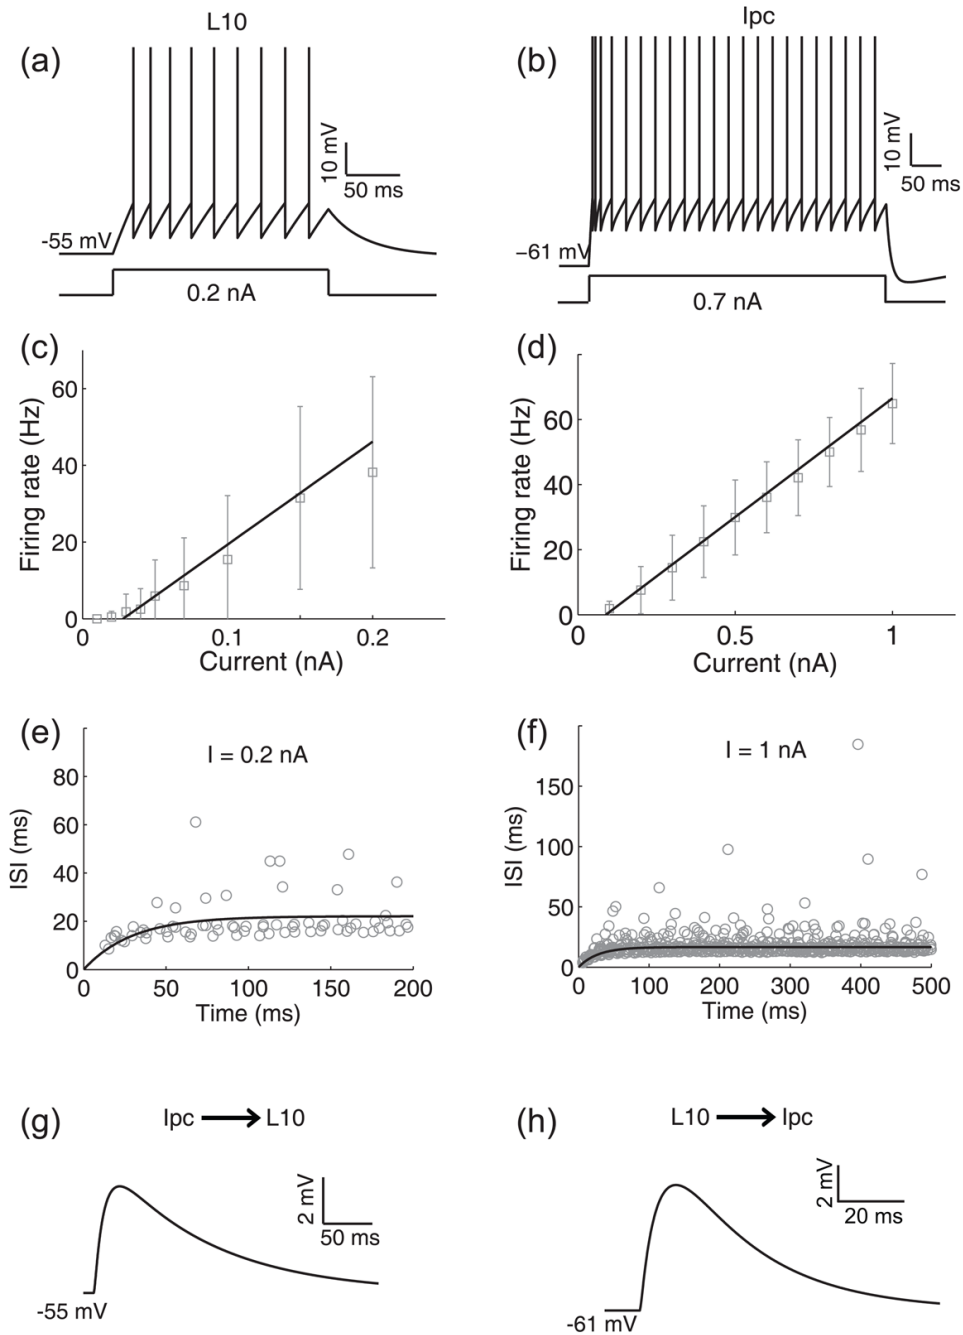 L10
Ipc
(a)
(b)
10 mV
50 ms
10 mV
50 ms
-55 mV
−61 mV
0.2 nA
0.7 nA
(c)
(d)
Firing rate (Hz)
60
40
20
0
0
0.1
0.2
Current (nA)
Firing rate (Hz)
60
40
20
0
0
0.5
1
Current (nA)
(e)
(f)
I = 0.2 nA
I = 1 nA
ISI (ms)
80
60
40
20
0
0
50
100
150
200
Time (ms)
ISI (ms)
150
100
50
0
0
100
200
300
400
500
Time (ms)
(g)
Ipc L10
(h)
L10 Ipc
2 mV
50 ms
2 mV
20 ms
-55 mV
-61 mV